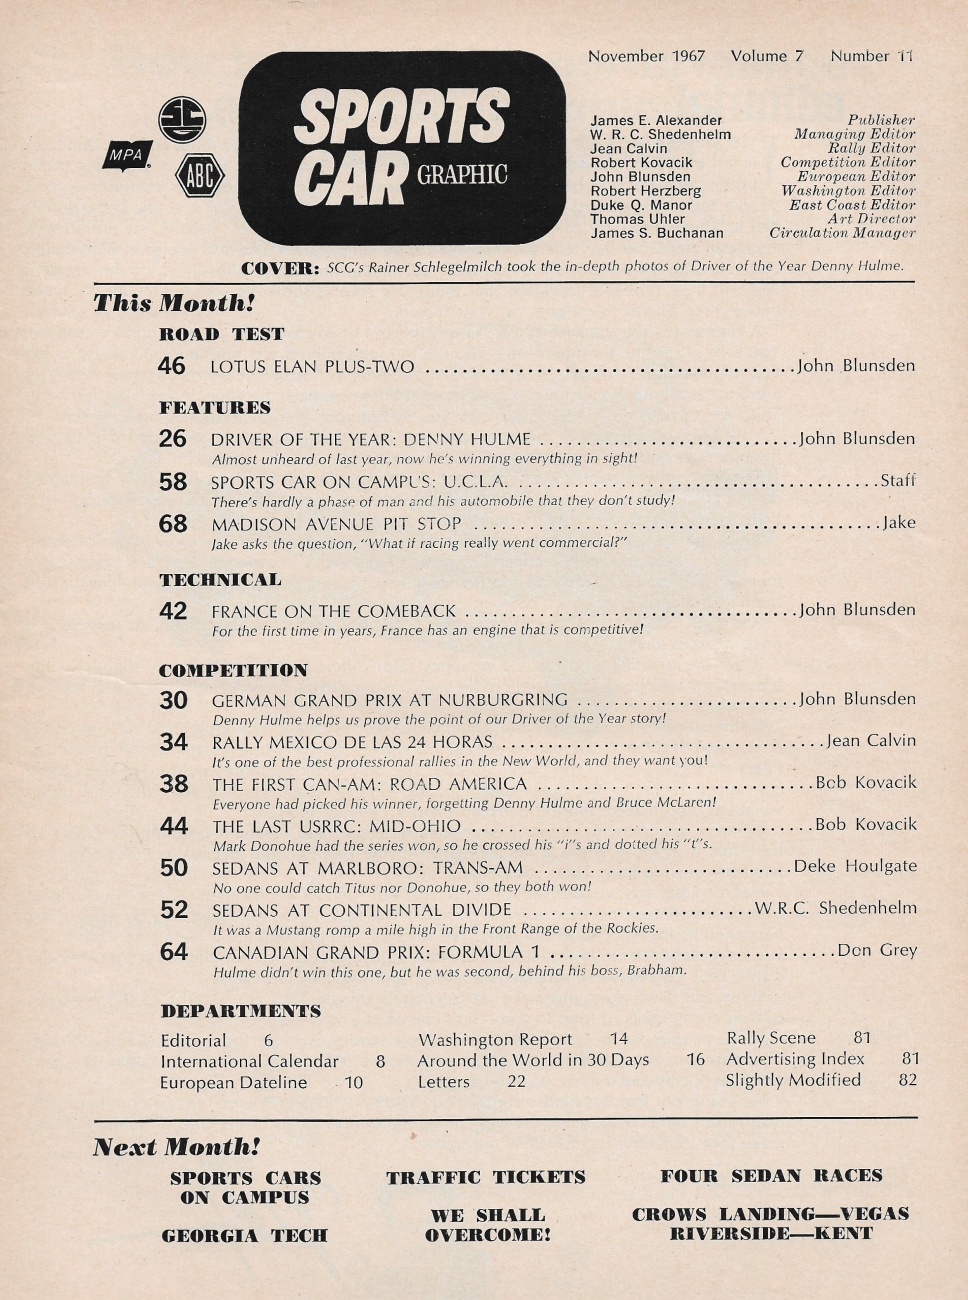 November 1967 Volume 7 Number 11
SCG
MPA
ABC
SPORTS
CAR GRAPHIC
James E. Alexander Publisher
W. R. C. Shedenhelm Managing Editor
Jean Calvin Rally Editor
Robert Kovacik Competition Editor
John Blunsden European Editor
Robert Herzberg Washington Editor
Duke Q. Manor East Coast Editor
Thomas Uhler Art Director
James S. Buchanan Circulation Manager
COVER: SCG's Rainer Schlegelmilch took the in-depth photos of Driver of the Year Denny Hulme.
This Month!
ROAD TEST
46 LOTUS ELAN PLUS-TWO ........................................John Blunsden
FEATURES
26 DRIVER OF THE YEAR: DENNY HULME ............................John Blunsden
Almost unheard of last year, now he's winning everything in sight!
58 SPORTS CAR ON CAMPUS: U.C.L.A. .......................................Staff
There's hardly a phase of man and his automobile that they don't study!
68 MADISON AVENUE PIT STOP ............................................Jake
Jake asks the question, "What if racing really went commercial?"
TECHNICAL
42 FRANCE ON THE COMEBACK ....................................John Blunsden
For the first time in years, France has an engine that is competitive!
COMPETITION
30 GERMAN GRAND PRIX AT NURBURGRING ........................John Blunsden
Denny Hulme helps us prove the point of our Driver of the Year story!
34 RALLY MEXICO DE LAS 24 HORAS ...................................Jean Calvin
It's one of the best professional rallies in the New World, and they want you!
38 THE FIRST CAN-AM: ROAD AMERICA ..............................Bob Kovacik
Everyone had picked his winner, forgetting Denny Hulme and Bruce McLaren!
44 THE LAST USRRC: MID-OHIO .....................................Bob Kovacik
Mark Donohue had the series won, so he crossed his "i"s and dotted his "t"s.
50 SEDANS AT MARLBORO: TRANS-AM ............................Deke Houlgate
No one could catch Titus nor Donohue, so they both won!
52 SEDANS AT CONTINENTAL DIVIDE .........................W.R.C. Shedenhelm
It was a Mustang romp a mile high in the Front Range of the Rockies.
64 CANADIAN GRAND PRIX: FORMULA 1 ...............................Don Grey
Hulme didn't win this one, but he was second, behind his boss, Brabham.
DEPARTMENTS
Editorial 6 Washington Report 14 Rally Scene 81
International Calendar 8 Around the World in 30 Days 16 Advertising Index 81
European Dateline 10 Letters 22 Slightly Modified 82
Next Month!
SPORTS CARS
ON CAMPUS
GEORGIA TECH
TRAFFIC TICKETS
WE SHALL
OVERCOME!
FOUR SEDAN RACES
CROWS LANDING—VEGAS
RIVERSIDE—KENT